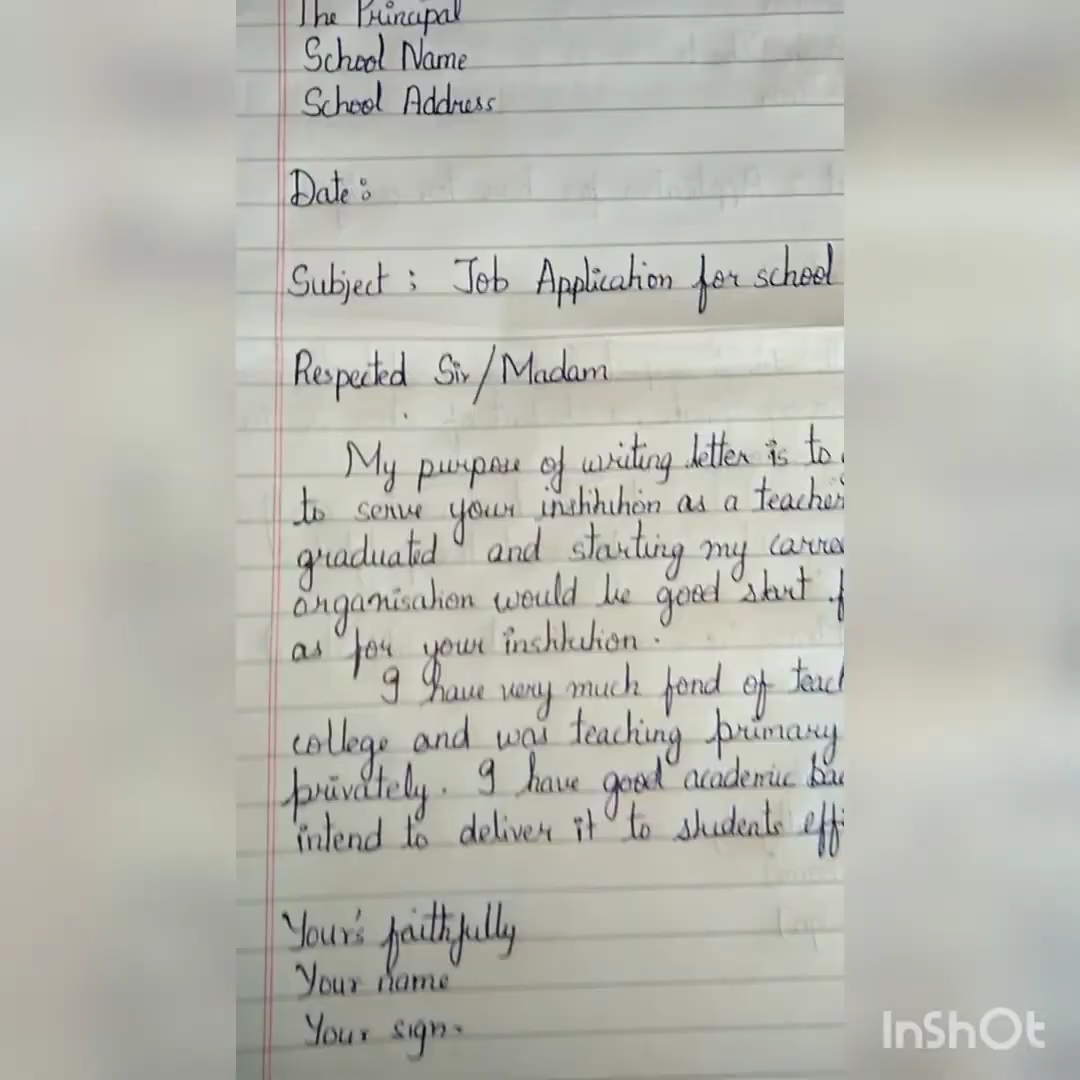 The Principal
School Name
School Address
Date:
Subject: Job Application for school
Respected Sir/Madam
My purpose of writing letter is to
to serve your institution as a teacher
graduated and starting my
organisation would be good start
as for your institution.
I have very much fond of
college and was teaching primary
privately. I have good academic
intend to deliver it to students
Your's faithfully
Your name
Your sign.
InShOt